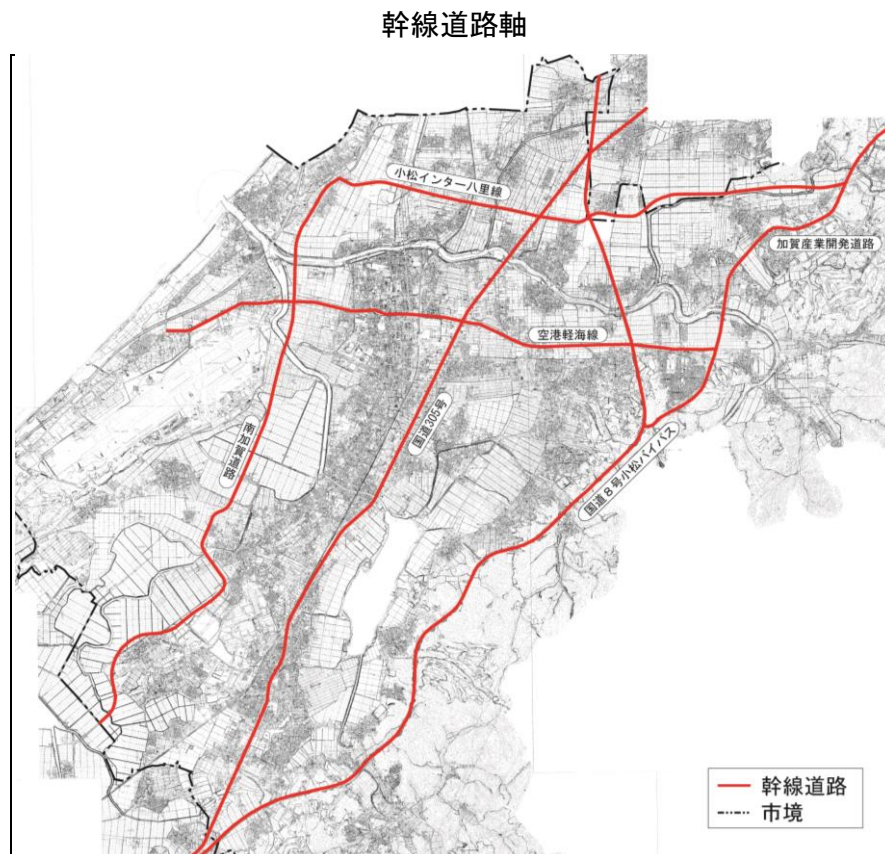 幹線道路軸
小松インター八里線
加賀産業開発道路
空港軽海線
国道305号
南加賀道路
国道8号小松バイパス
幹線道路
市境